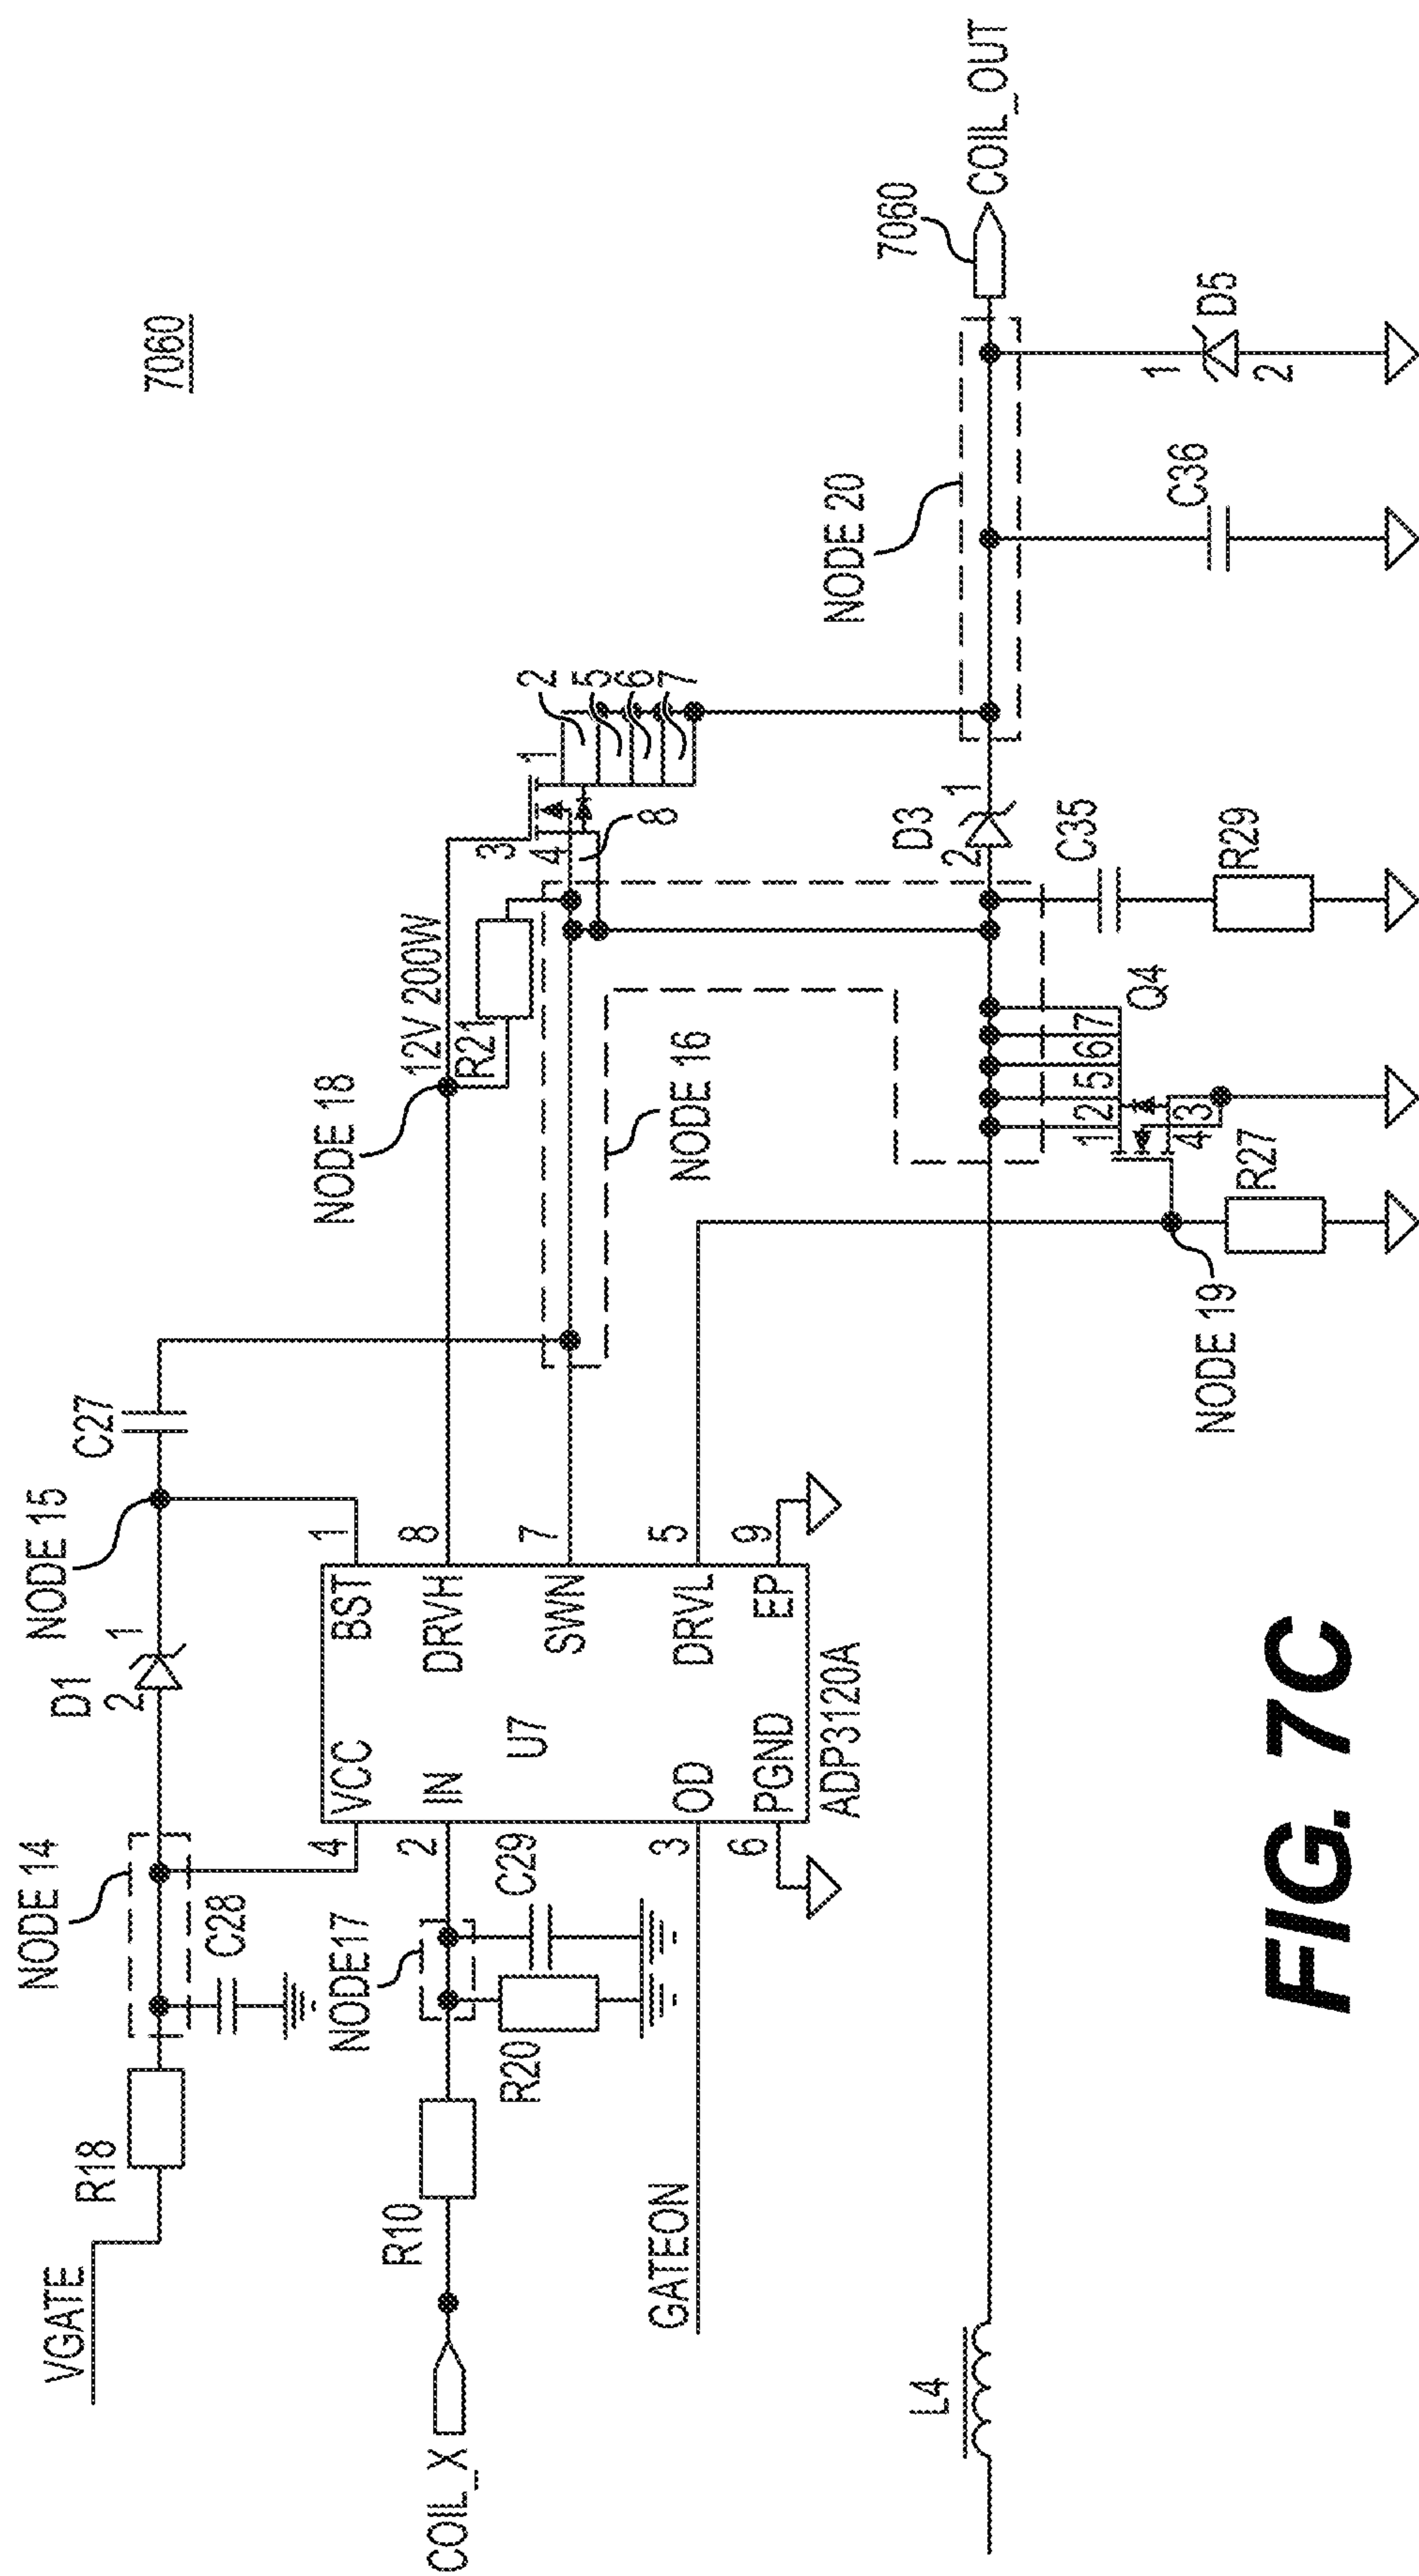 7060
VGATE
R18
NODE 14
C28
D1
2
1
NODE 15
C27
COIL_X
R10
NODE17
R20
C29
GATEON
4
2
3
6
VCC
IN
OD
PGND
U7
BST
DRVH
SWN
DRVL
EP
1
8
7
5
9
ADP3120A
NODE 18
12V 200W
R21
NODE 16
3
4
1
2
5
6
7
8
NODE 20
7060
COIL_OUT
L4
D3
2
1
NODE 19
R27
1
2
5
6
7
4
3
Q4
C35
R29
C36
1
2
D5
FIG. 7C